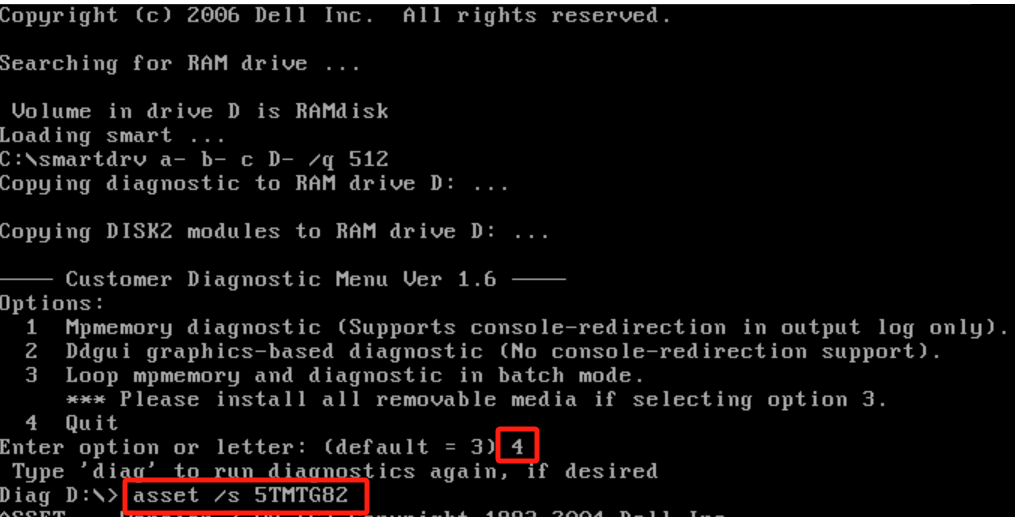 Copyright (c) 2006 Dell Inc.  All rights reserved.
Searching for RAM drive ...
Volume in drive D is RAMdisk
Loading smart ...
C:\smartdrv a- b- c D- /q 512
Copying diagnostic to RAM drive D: ...
Copying DISK2 modules to RAM drive D: ...
──── Customer Diagnostic Menu Ver 1.6 ────
Options:
1  Mpmemory diagnostic (Supports console-redirection in output log only).
2  Ddgui graphics-based diagnostic (No console-redirection support).
3  Loop mpmemory and diagnostic in batch mode.
*** Please install all removable media if selecting option 3.
4  Quit
Enter option or letter: (default = 3) 4
Type 'diag' to run diagnostics again, if desired
Diag D:\> asset /s 5TMTG82